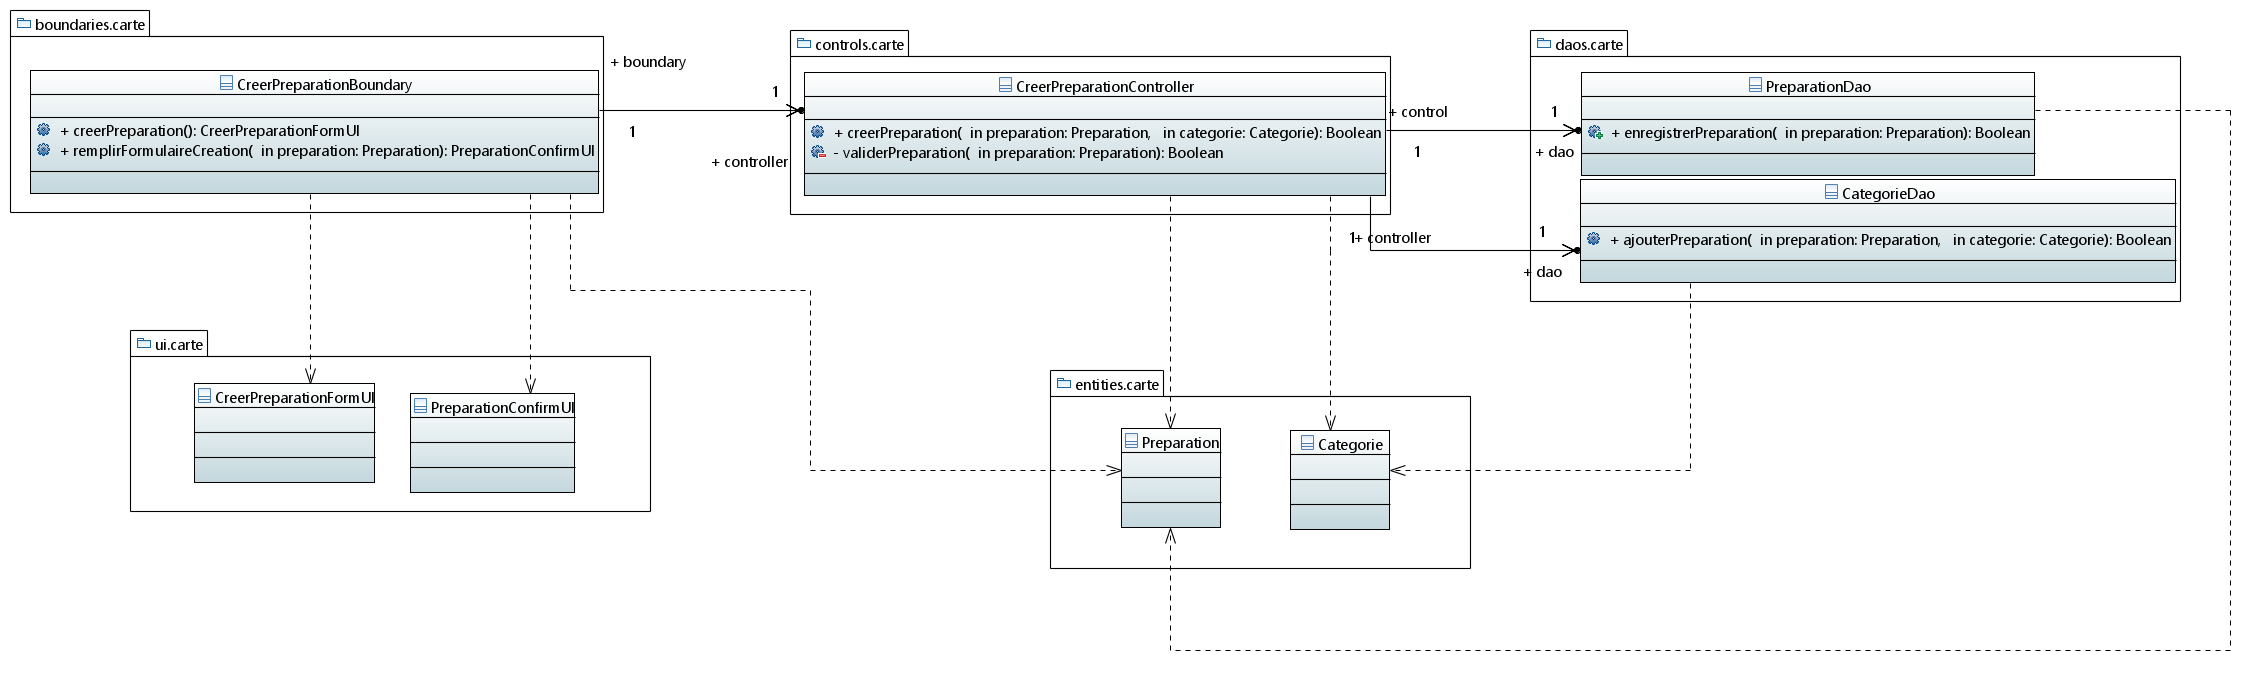 boundaries.carte
CreerPreparationBoundary
+ creerPreparation(): CreerPreparationFormUI
+ remplirFormulaireCreation( in preparation: Preparation): PreparationConfirmUI
+ boundary
1
1
+ controller
controls.carte
CreerPreparationController
+ creerPreparation( in preparation: Preparation, in categorie: Categorie): Boolean
- validerPreparation( in preparation: Preparation): Boolean
+ control
1
1
+ dao
1
+ controller
1
+ dao
daos.carte
PreparationDao
+ enregistrerPreparation( in preparation: Preparation): Boolean
CategorieDao
+ ajouterPreparation( in preparation: Preparation, in categorie: Categorie): Boolean
ui.carte
CreerPreparationFormUI
PreparationConfirmUI
entities.carte
Preparation
Categorie